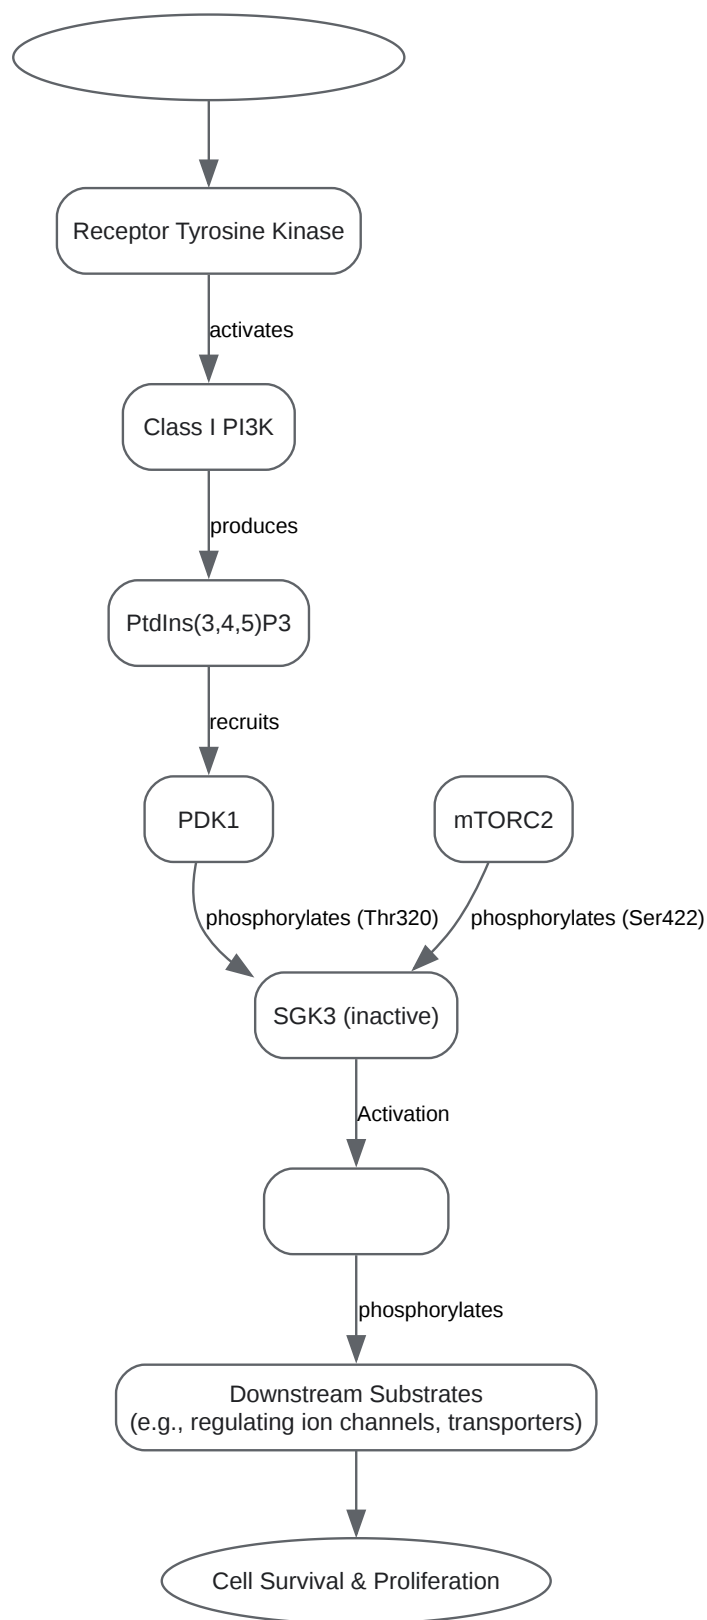 Receptor Tyrosine Kinase
activates
Class I PI3K
produces
PtdIns(3,4,5)P3
recruits
PDK1
mTORC2
phosphorylates (Thr320)
phosphorylates (Ser422)
SGK3 (inactive)
Activation
phosphorylates
Downstream Substrates
(e.g., regulating ion channels, transporters)
Cell Survival & Proliferation